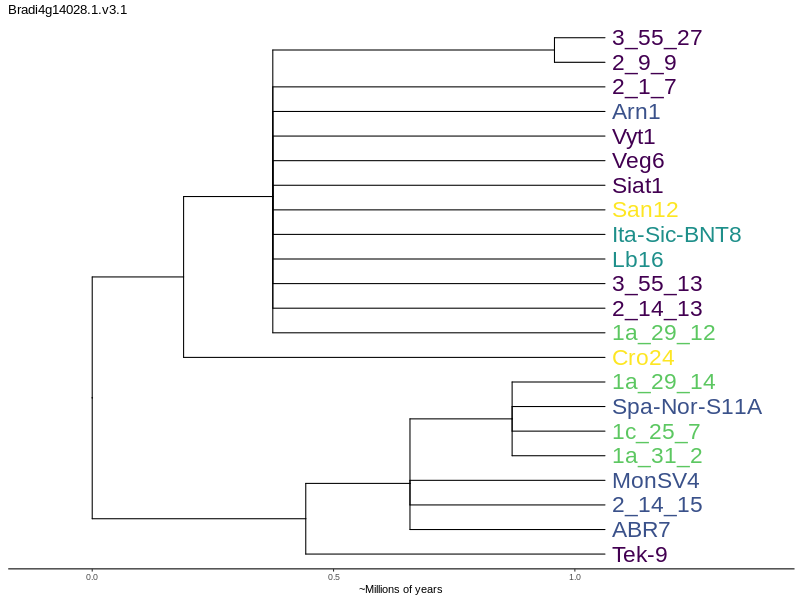 Bradi4g14028.1.v3.1
3_55_27
2_9_9
2_1_7
Arn1
Vyt1
Veg6
Siat1
San12
Ita-Sic-BNT8
Lb16
3_55_13
2_14_13
1a_29_12
Cro24
1a_29_14
Spa-Nor-S11A
1c_25_7
1a_31_2
MonSV4
2_14_15
ABR7
Tek-9
0.0 0.5 1.0
~Millions of years